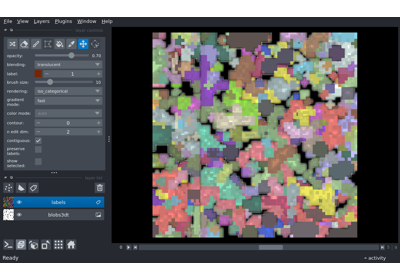 File View Layers Plugins Window Help
opacity: 0.70
blending: translucent
label: 1
brush size: 10
rendering: iso_categorical
gradient mode: fast
color mode:
contour: 0
n edit dim: 2
contiguous:
preserve labels:
show selected:
labels
blobs3dt
Ready
activity